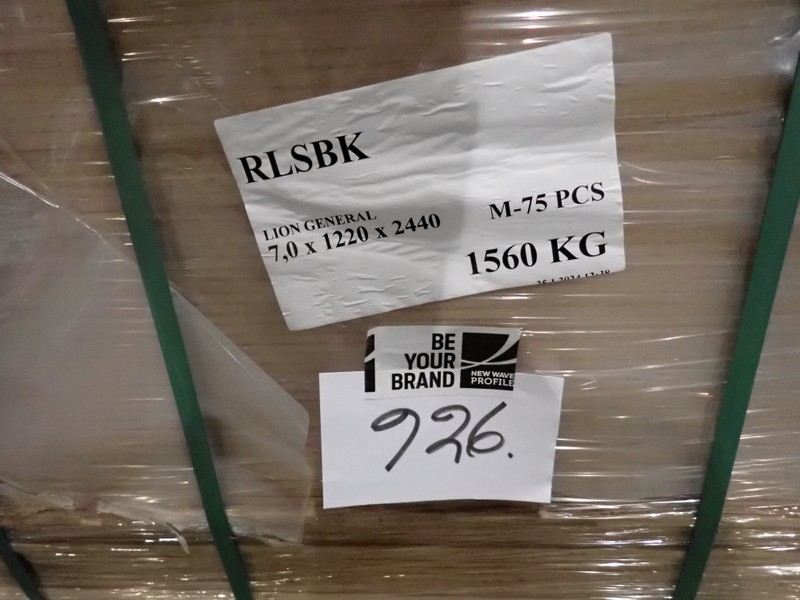 RLSBK
LION GENERAL
7,0 x 1220 x 2440
M-75 PCS
1560 KG
BE
YOUR
BRAND
NEW WAVE
PROFILE
926.